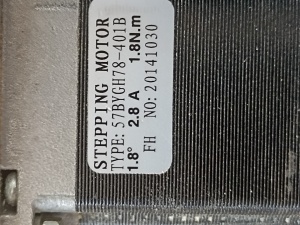 STEPPING MOTOR
TYPE: 57BYGH78-401B
1.8° 2.8 A 1.8N.m
FH NO: 20141030